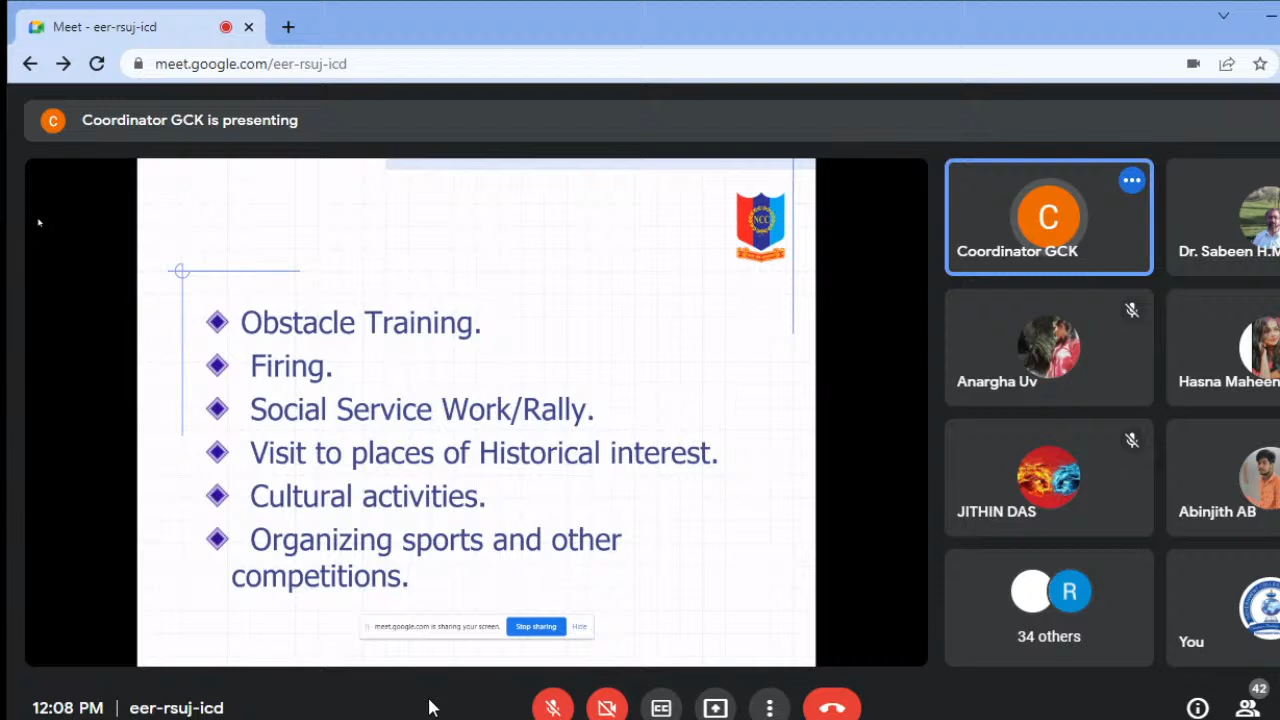 Meet - eer-rsuj-icd
meet.google.com/eer-rsuj-icd
C
Coordinator GCK is presenting
NCC
Obstacle Training.
Firing.
Social Service Work/Rally.
Visit to places of Historical interest.
Cultural activities.
Organizing sports and other
competitions.
meet.google.com is sharing your screen.
Stop sharing
Hide
C
Coordinator GCK
Dr. Sabeen H.M
Anargha Uv
Hasna Maheen
JITHIN DAS
Abinjith AB
R
34 others
You
12:08 PM
eer-rsuj-icd
CC
42